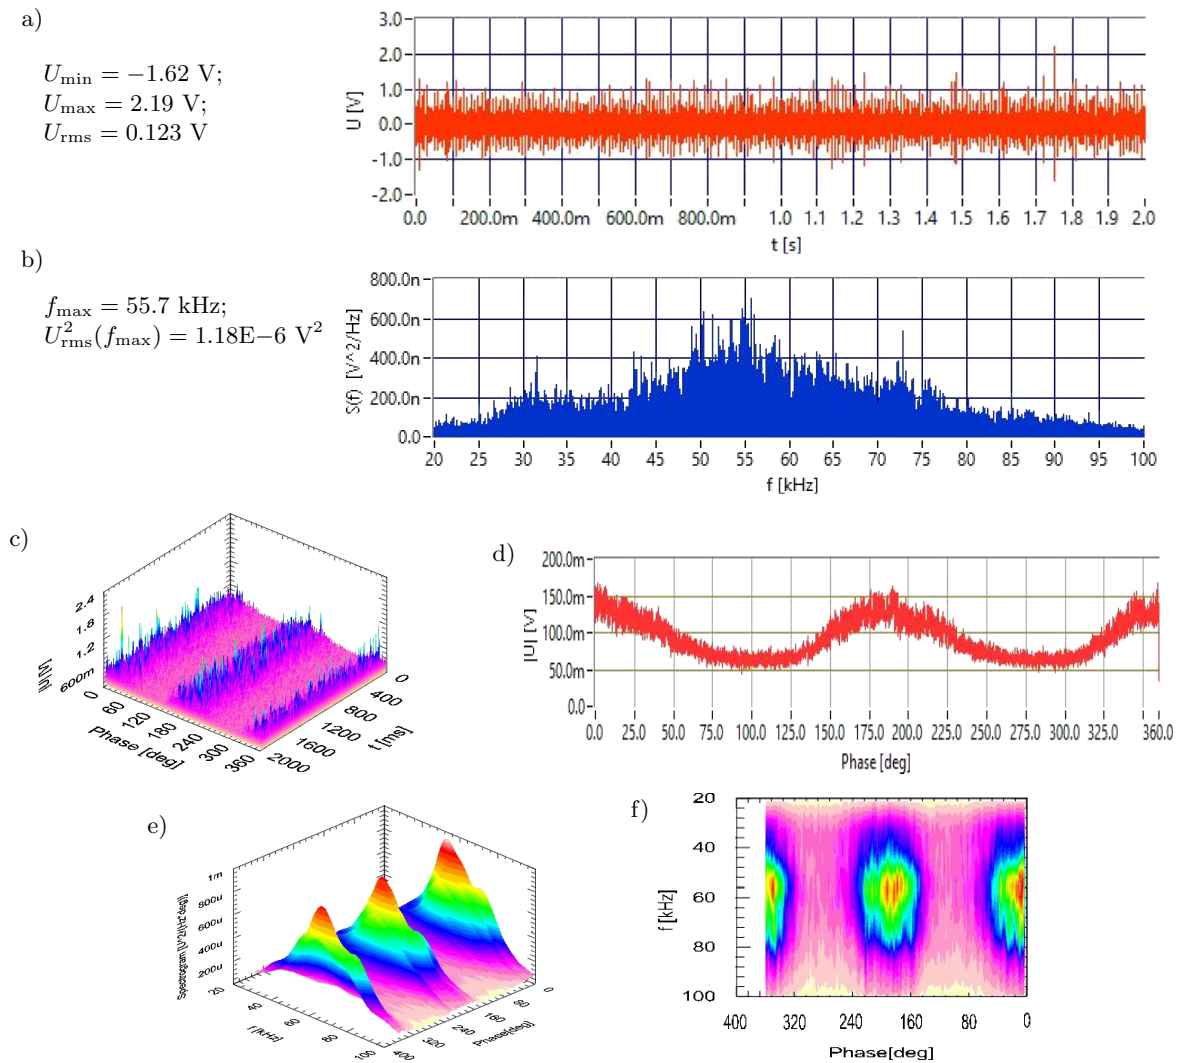 a)
U_min = −1.62 V;
U_max = 2.19 V;
U_rms = 0.123 V
3.0
2.0
1.0
0.0
-1.0
-2.0
U [V]
0.0 200.0m 400.0m 600.0m 800.0m 1.0 1.1 1.2 1.3 1.4 1.5 1.6 1.7 1.8 1.9 2.0
t [s]
b)
f_max = 55.7 kHz;
U²_rms(f_max) = 1.18E−6 V²
800.0n
600.0n
400.0n
200.0n
0.0
S(f) [V^2/Hz]
20 25 30 35 40 45 50 55 60 65 70 75 80 85 90 95 100
f [kHz]
c)
2.4
1.8
1.2
600m
|U| [V]
0 60 120 180 240 300 360
Phase [deg]
0 400 800 1200 1600 2000
t [ms]
d)
200.0m
150.0m
100.0m
50.0m
0.0
|U| [V]
0.0 25.0 50.0 75.0 100.0 125.0 150.0 175.0 200.0 225.0 250.0 275.0 300.0 325.0 360.0
Phase [deg]
e)
1m
800u
600u
400u
200u
Spectrogram [U^2/(Hz*deg)]
20 40 60 80 100
f [kHz]
400 320 240 160 80 0
Phase[deg]
f)
20
40
60
80
100
f [kHz]
400 320 240 160 80 0
Phase[deg]